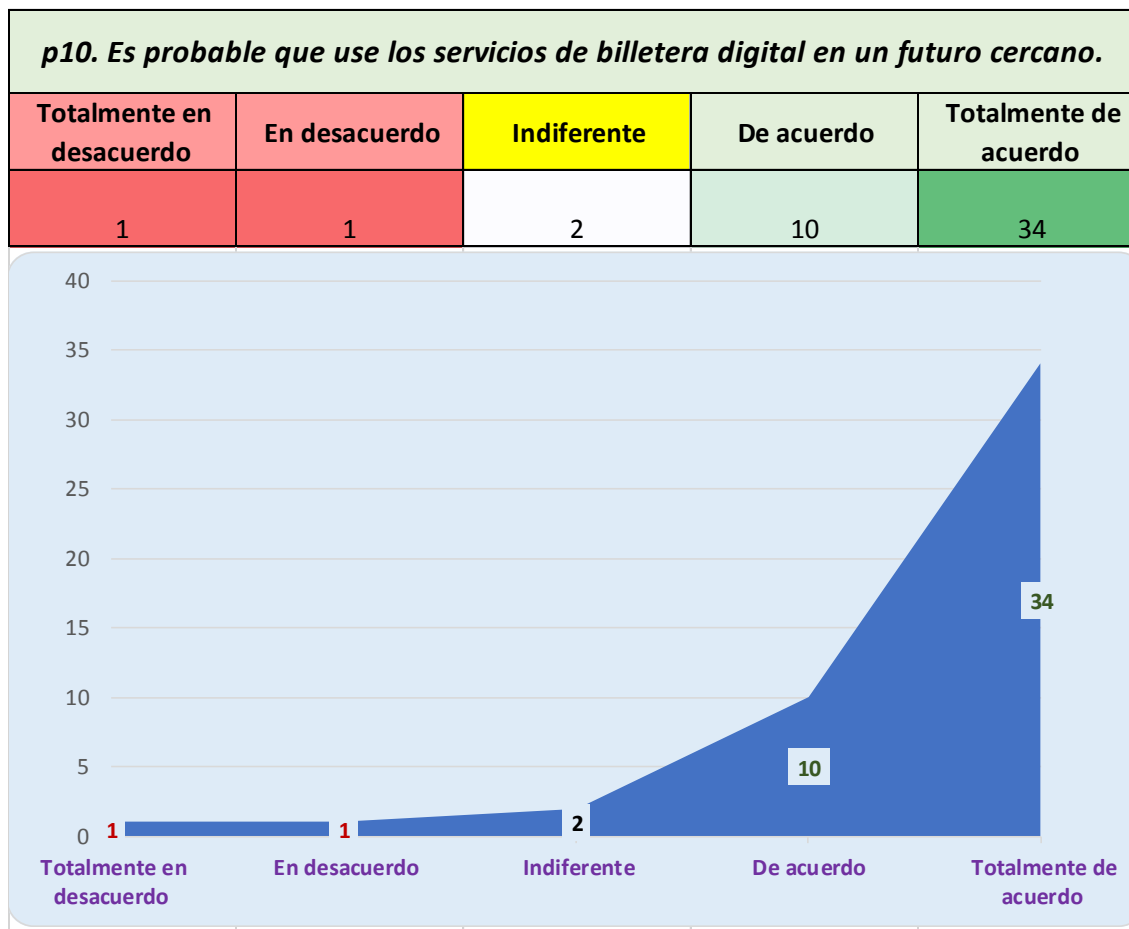 p10. Es probable que use los servicios de billetera digital en un futuro cercano.
Totalmente en desacuerdo
En desacuerdo
Indiferente
De acuerdo
Totalmente de acuerdo
1
1
2
10
34
40
35
30
25
20
15
10
5
0
1
1
2
10
34
Totalmente en desacuerdo
En desacuerdo
Indiferente
De acuerdo
Totalmente de acuerdo